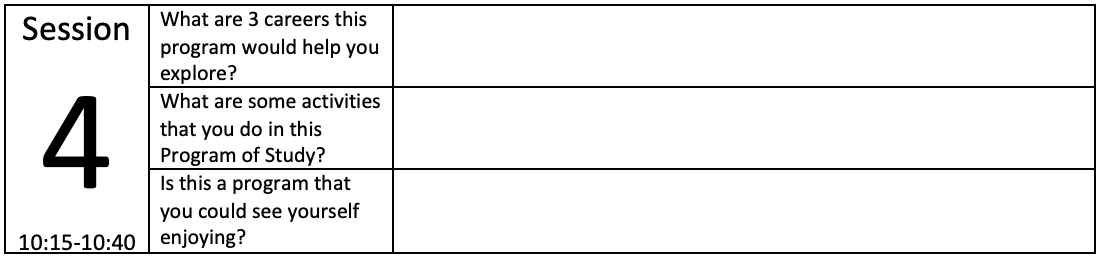 Session
4
10:15-10:40
What are 3 careers this
program would help you
explore?
What are some activities
that you do in this
Program of Study?
Is this a program that
you could see yourself
enjoying?